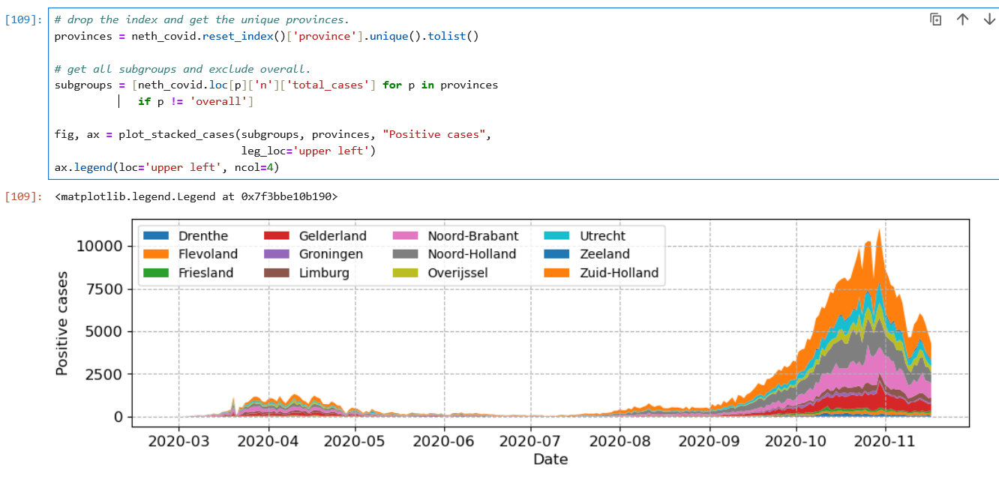 [109]: # drop the index and get the unique provinces.
provinces = neth_covid.reset_index()['province'].unique().tolist()
# get all subgroups and exclude overall.
subgroups = [neth_covid.loc[p]['n']['total_cases'] for p in provinces
if p != 'overall']
fig, ax = plot_stacked_cases(subgroups, provinces, "Positive cases",
leg_loc='upper left')
ax.legend(loc='upper left', ncol=4)
[109]: <matplotlib.legend.Legend at 0x7f3bbe10b190>
Drenthe Gelderland Noord-Brabant Utrecht
Flevoland Groningen Noord-Holland Zeeland
Friesland Limburg Overijssel Zuid-Holland
Positive cases
10000
7500
5000
2500
0
2020-03 2020-04 2020-05 2020-06 2020-07 2020-08 2020-09 2020-10 2020-11
Date